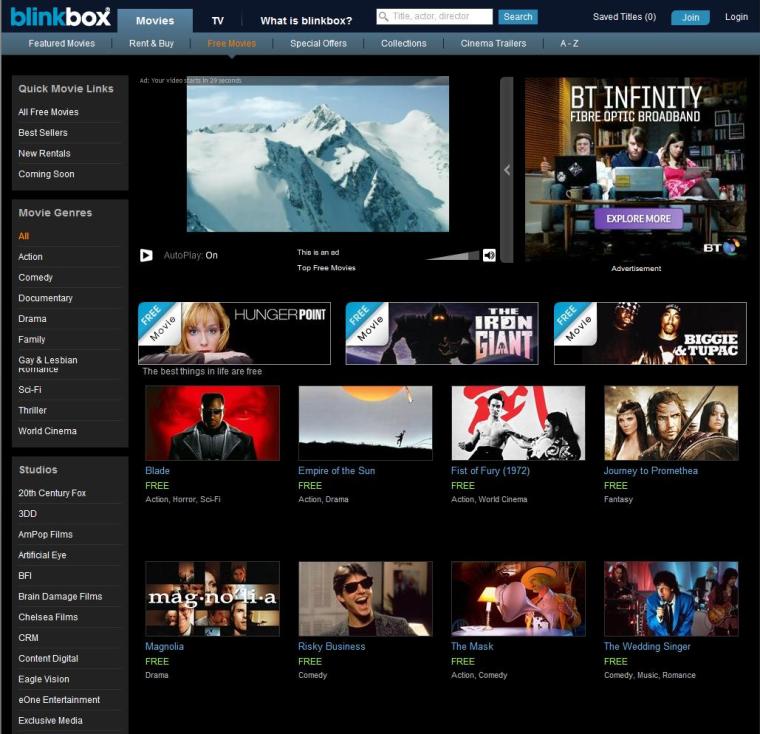 blinkbox
Movies
TV
What is blinkbox?
Title, actor, director
Search
Saved Titles (0)
Join
Login
Featured Movies
Rent & Buy
Free Movies
Special Offers
Collections
Cinema Trailers
A - Z
Quick Movie Links
All Free Movies
Best Sellers
New Rentals
Coming Soon
Movie Genres
All
Action
Comedy
Documentary
Drama
Family
Gay & Lesbian
Romance
Sci-Fi
Thriller
World Cinema
Studios
20th Century Fox
3DD
AmPop Films
Artificial Eye
BFI
Brain Damage Films
Chelsea Films
CRM
Content Digital
Eagle Vision
eOne Entertainment
Exclusive Media
Ad: Your video starts in 29 seconds
AutoPlay: On
This is an ad
Top Free Movies
BT INFINITY
FIBRE OPTIC BROADBAND
EXPLORE MORE
BT
Advertisement
FREE
Movie
HUNGER POINT
FREE
Movie
THE
IRON
GIANT
FREE
Movie
BIGGIE
& TUPAC
The best things in life are free
Blade
FREE
Action, Horror, Sci-Fi
Empire of the Sun
FREE
Action, Drama
Fist of Fury (1972)
FREE
Action, World Cinema
Journey to Promethea
FREE
Fantasy
mag·no·li·a
Magnolia
FREE
Drama
Risky Business
FREE
Comedy
The Mask
FREE
Action, Comedy
The Wedding Singer
FREE
Comedy, Music, Romance